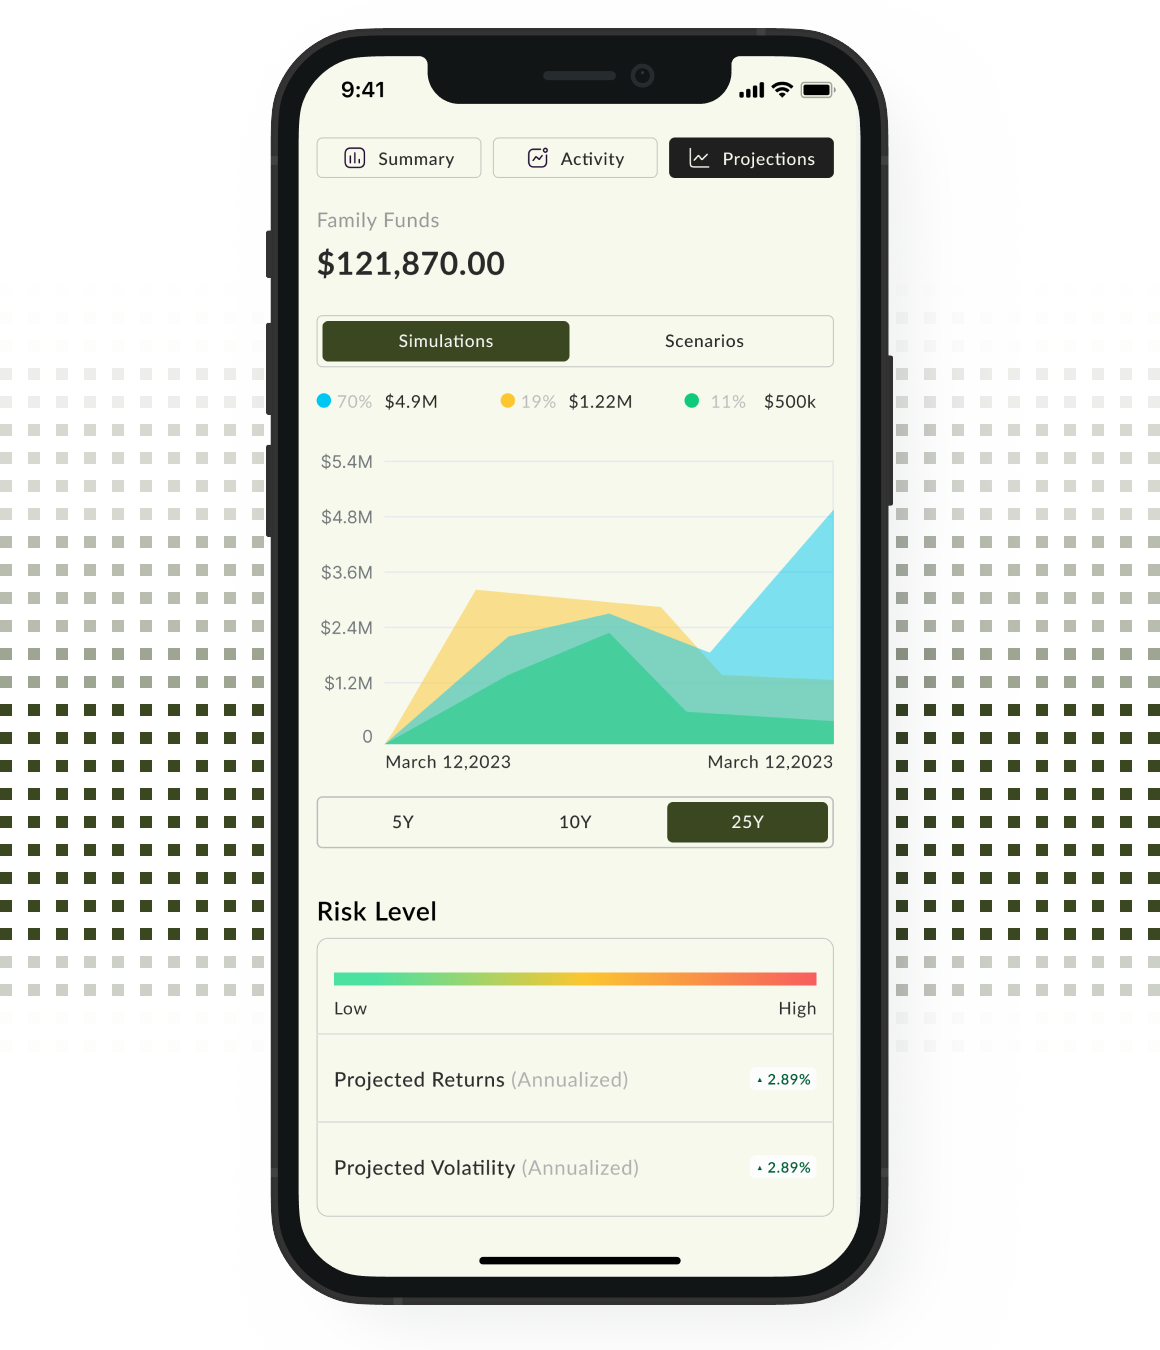 9:41
Summary Activity Projections
Family Funds
$121,870.00
Simulations Scenarios
70% $4.9M 19% $1.22M 11% $500k
$5.4M
$4.8M
$3.6M
$2.4M
$1.2M
0
March 12,2023 March 12,2023
5Y 10Y 25Y
Risk Level
Low High
Projected Returns (Annualized) 2.89%
Projected Volatility (Annualized) 2.89%